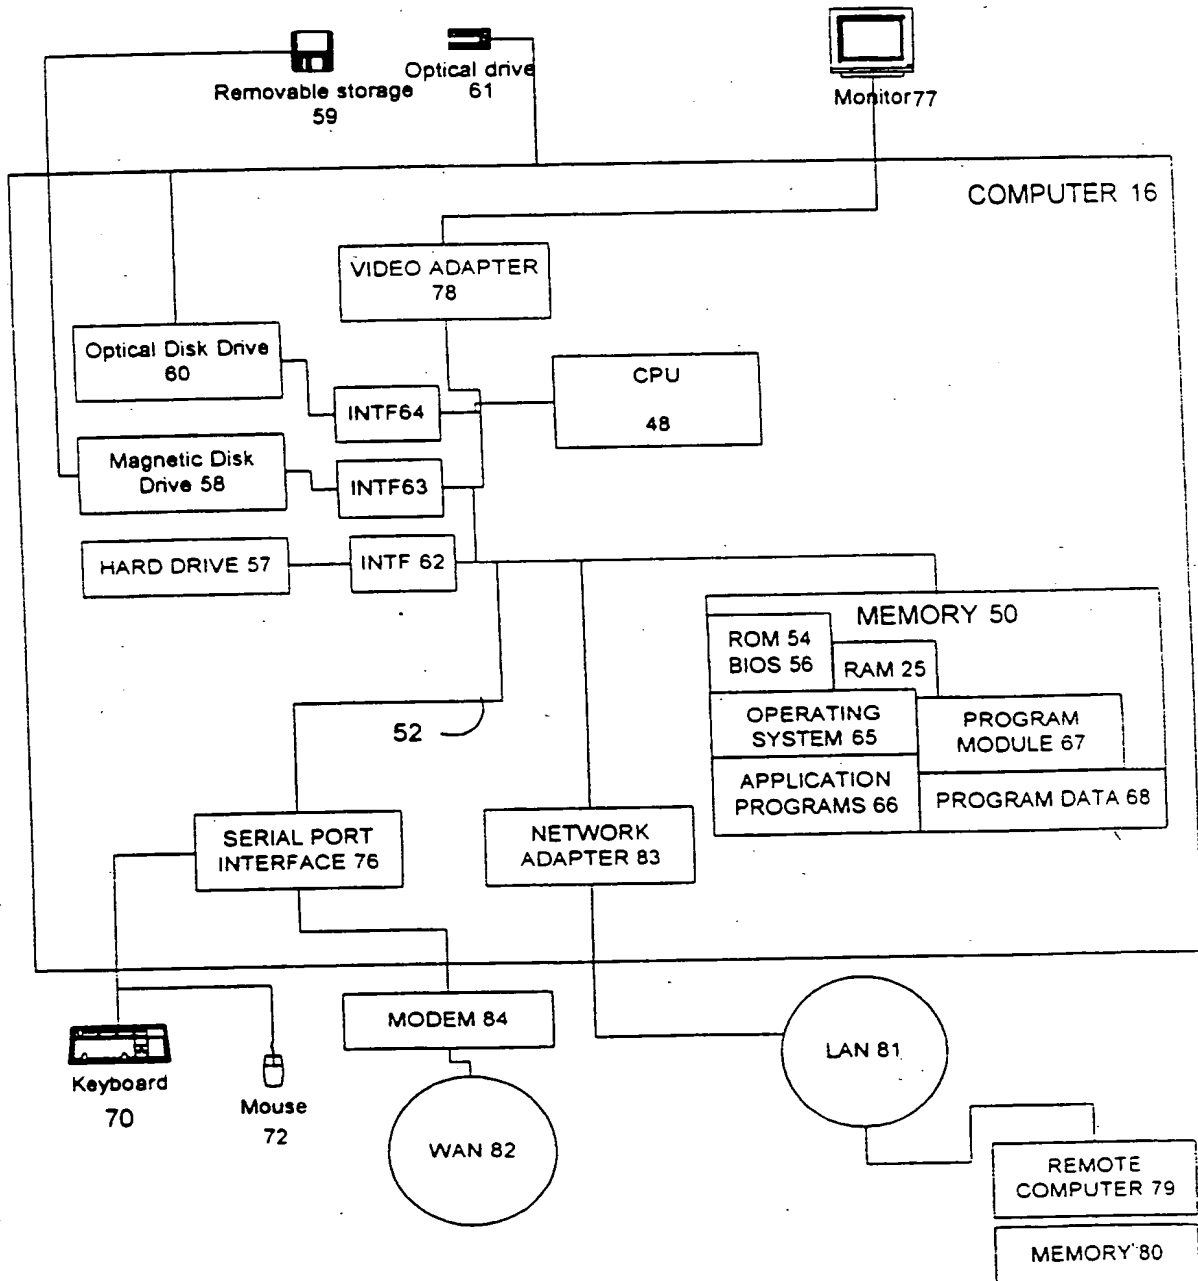 Removable storage
59
Optical drive
61
Monitor77
COMPUTER 16
VIDEO ADAPTER
78
Optical Disk Drive
60
CPU
48
INTF64
Magnetic Disk
Drive 58
INTF63
HARD DRIVE 57
INTF 62
MEMORY 50
ROM 54
BIOS 56
RAM 25
OPERATING
SYSTEM 65
PROGRAM
MODULE 67
APPLICATION
PROGRAMS 66
PROGRAM DATA 68
52
SERIAL PORT
INTERFACE 76
NETWORK
ADAPTER 83
Keyboard
70
Mouse
72
MODEM 84
WAN 82
LAN 81
REMOTE
COMPUTER 79
MEMORY 80